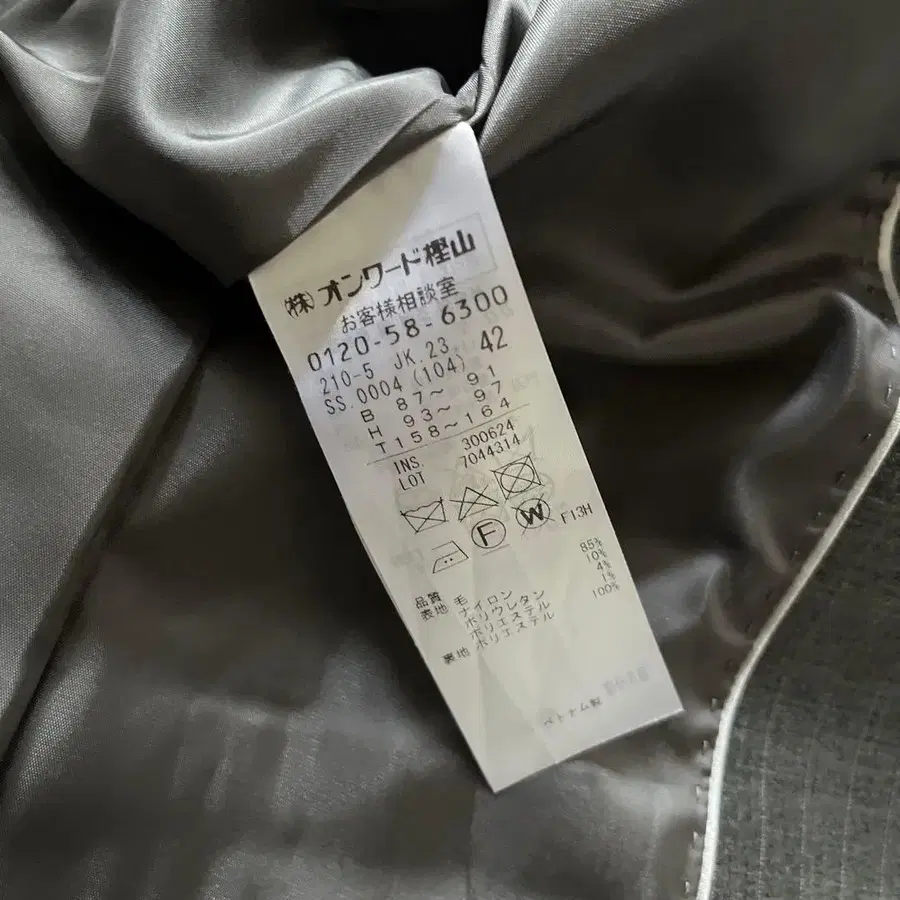 (株)オンワード樫山
お客様相談室
0120-58-6300
210-5 JK.23. 42
SS.0004 (104)
B 87～ 91
H 93～ 97
T158～164
INS. 300624
LOT 7044314
F W F13H
品質
表地 毛 85%
ナイロン 10%
ポリウレタン 4%
ポリエステル 1%
裏地 ポリエステル 100%
ベトナム製